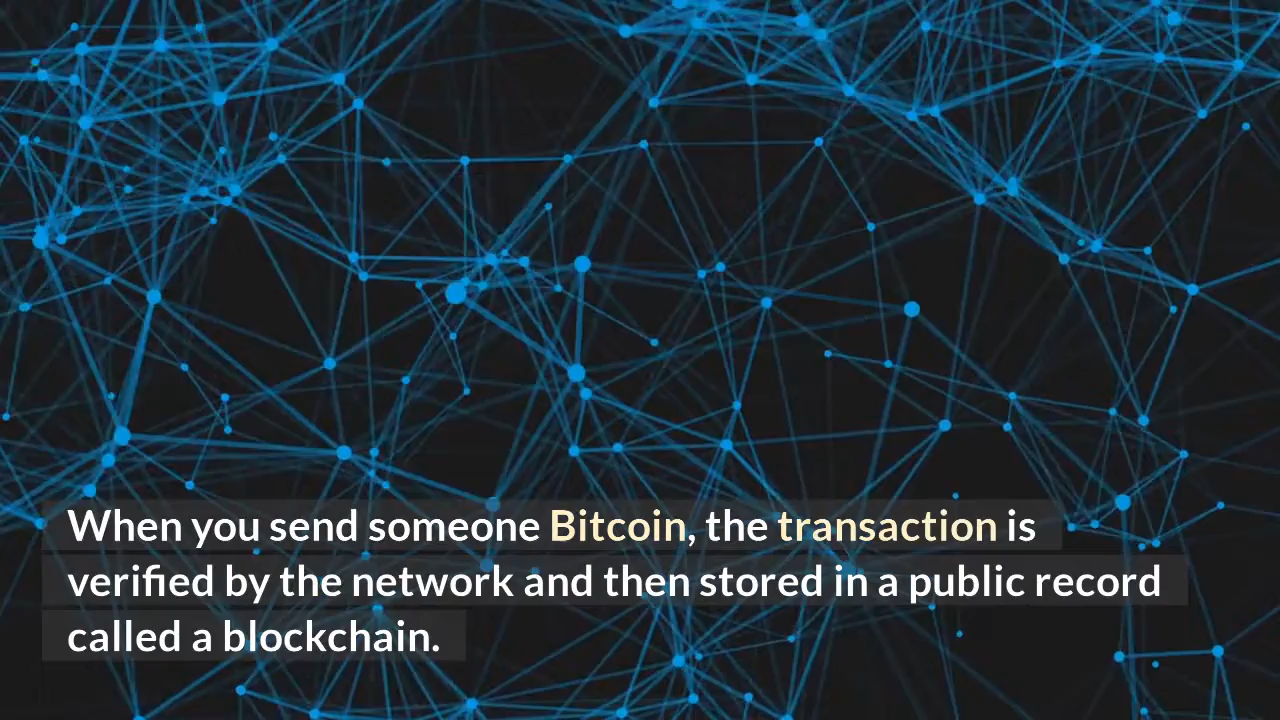 When you send someone Bitcoin, the transaction is
verified by the network and then stored in a public record
called a blockchain.